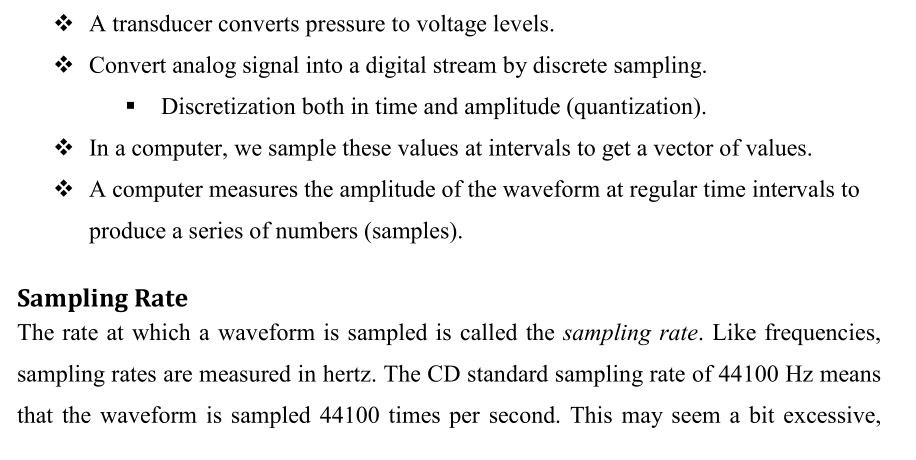 ❖ A transducer converts pressure to voltage levels.
❖ Convert analog signal into a digital stream by discrete sampling.
▪ Discretization both in time and amplitude (quantization).
❖ In a computer, we sample these values at intervals to get a vector of values.
❖ A computer measures the amplitude of the waveform at regular time intervals to
produce a series of numbers (samples).
Sampling Rate
The rate at which a waveform is sampled is called the sampling rate. Like frequencies,
sampling rates are measured in hertz. The CD standard sampling rate of 44100 Hz means
that the waveform is sampled 44100 times per second. This may seem a bit excessive,